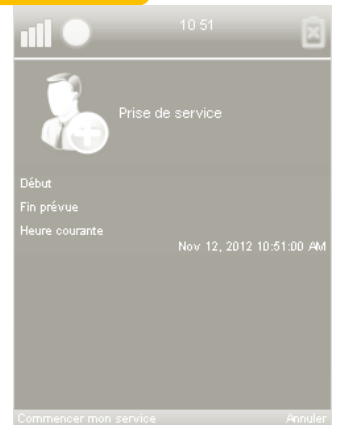 10 51
Prise de service
Début
Fin prévue
Heure courante
Nov 12, 2012 10:51:00 AM
Commencer mon service
Annuler